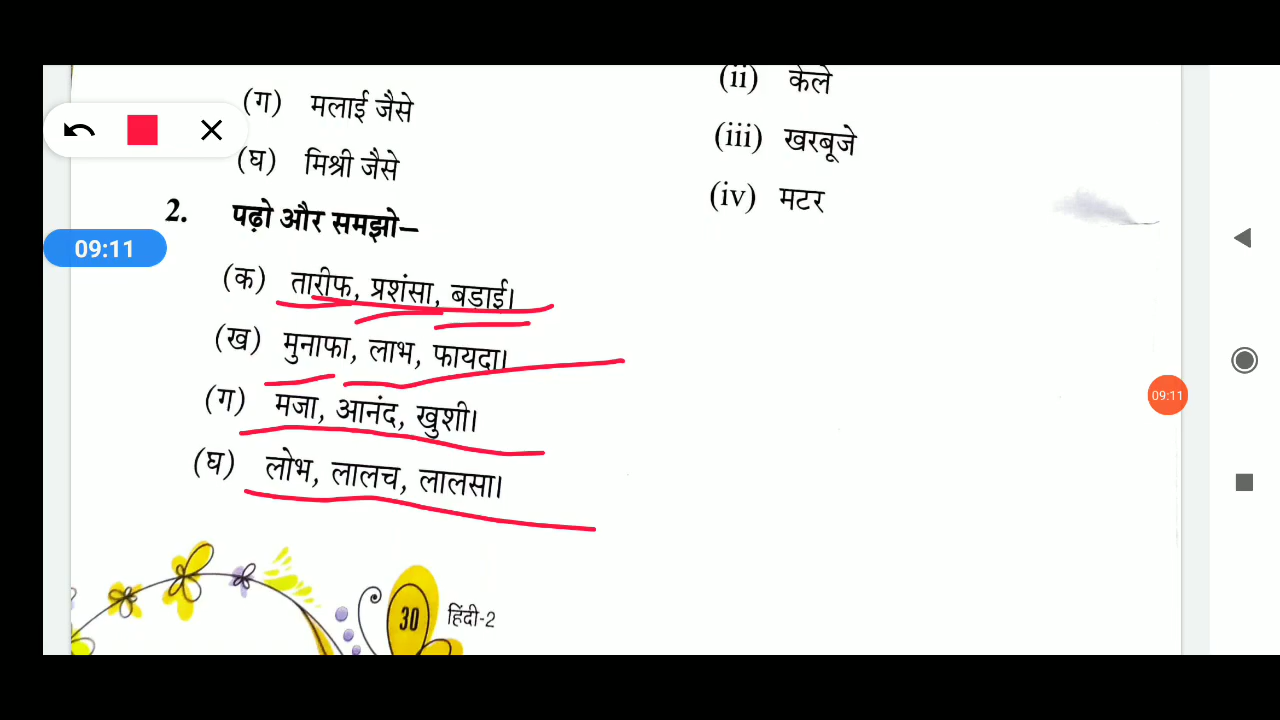 (ग) मलाई जैसे
(ii) केले
(घ) मिश्री जैसे
(iii) खरबूजे
(iv) मटर
2. पढ़ो और समझो—
09:11
(क) तारीफ, प्रशंसा, बड़ाई।
(ख) मुनाफा, लाभ, फायदा।
(ग) मजा, आनंद, खुशी।
(घ) लोभ, लालच, लालसा।
09:11
30 हिंदी-2